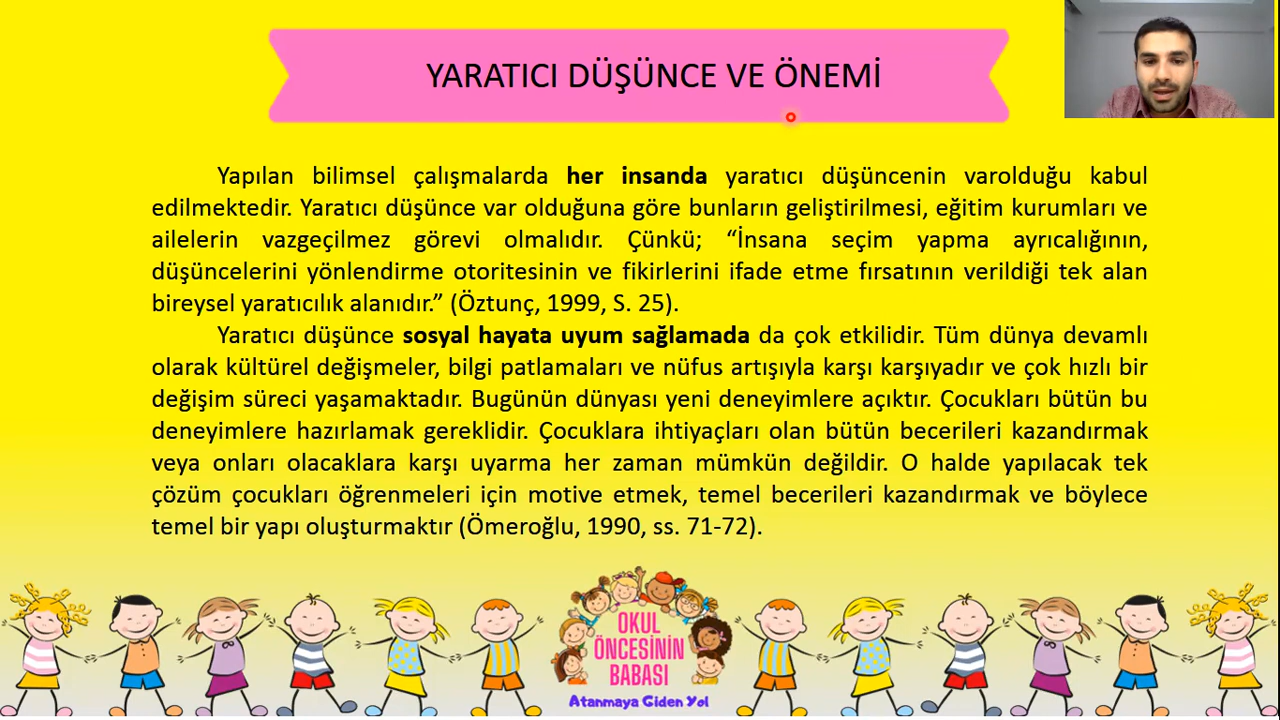 YARATICI DÜŞÜNCE VE ÖNEMİ
Yapılan bilimsel çalışmalarda her insanda yaratıcı düşüncenin varolduğu kabul
edilmektedir. Yaratıcı düşünce var olduğuna göre bunların geliştirilmesi, eğitim kurumları ve
ailelerin vazgeçilmez görevi olmalıdır. Çünkü; “İnsana seçim yapma ayrıcalığının,
düşüncelerini yönlendirme otoritesinin ve fikirlerini ifade etme fırsatının verildiği tek alan
bireysel yaratıcılık alanıdır.” (Öztunç, 1999, S. 25).
Yaratıcı düşünce sosyal hayata uyum sağlamada da çok etkilidir. Tüm dünya devamlı
olarak kültürel değişmeler, bilgi patlamaları ve nüfus artışıyla karşı karşıyadır ve çok hızlı bir
değişim süreci yaşamaktadır. Bugünün dünyası yeni deneyimlere açıktır. Çocukları bütün bu
deneyimlere hazırlamak gereklidir. Çocuklara ihtiyaçları olan bütün becerileri kazandırmak
veya onları olacaklara karşı uyarma her zaman mümkün değildir. O halde yapılacak tek
çözüm çocukları öğrenmeleri için motive etmek, temel becerileri kazandırmak ve böylece
temel bir yapı oluşturmaktır (Ömeroğlu, 1990, ss. 71-72).
OKUL
ÖNCESİNİN
BABASI
Atanmaya Giden Yol